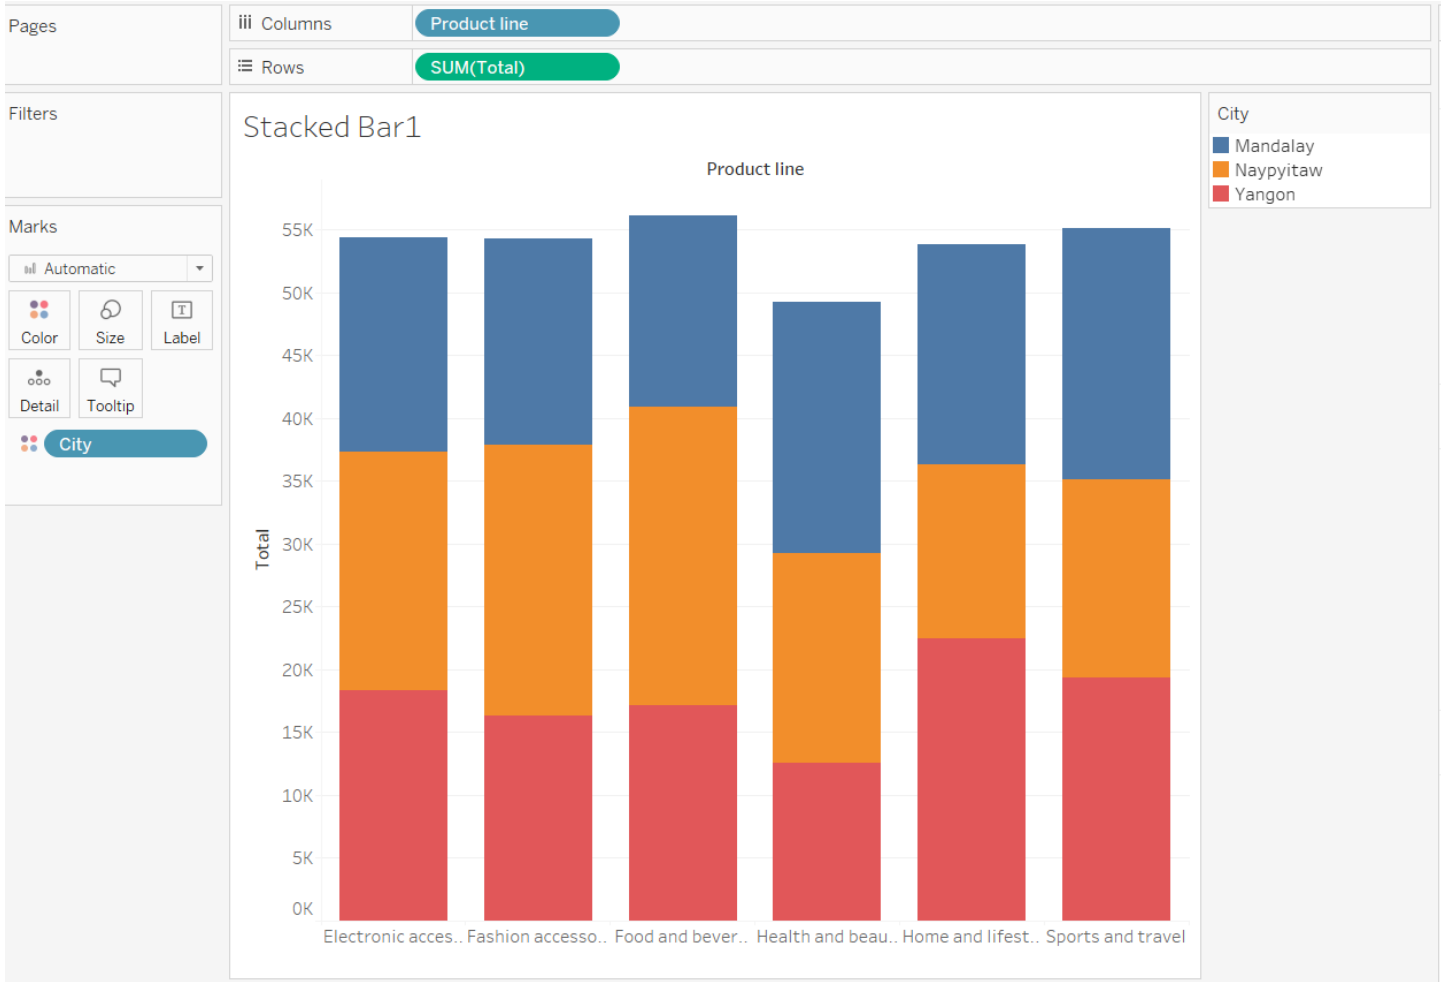 Pages
Columns
Product line
Rows
SUM(Total)
Filters
Marks
Automatic
Color
Size
T
Label
Detail
Tooltip
City
Stacked Bar1
Product line
Total
55K
50K
45K
40K
35K
30K
25K
20K
15K
10K
5K
0K
Electronic acces..
Fashion accesso..
Food and bever..
Health and beau..
Home and lifest..
Sports and travel
City
Mandalay
Naypyitaw
Yangon